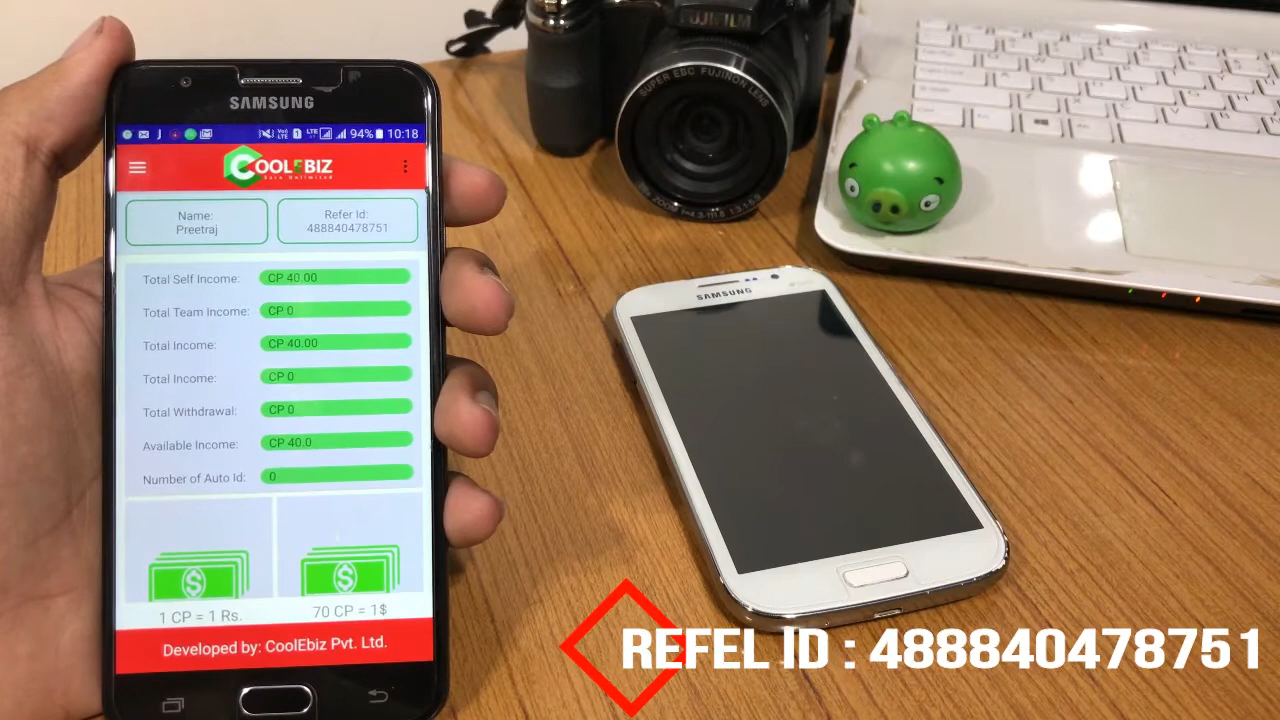 FUJIFILM
SUPER EBC FUJINON LENS
SAMSUNG
LTE
94%
10:18
COOLEBIZ
Earn Unlimited
Name:
Preetraj
Refer Id:
488840478751
Total Self Income: CP 40.00
Total Team Income: CP 0
Total Income: CP 40.00
Total Income: CP 0
Total Withdrawal: CP 0
Available Income: CP 40.0
Number of Auto Id: 0
1 CP = 1 Rs.
70 CP = 1$
Developed by: CoolEbiz Pvt. Ltd.
SAMSUNG
REFEL ID : 488840478751